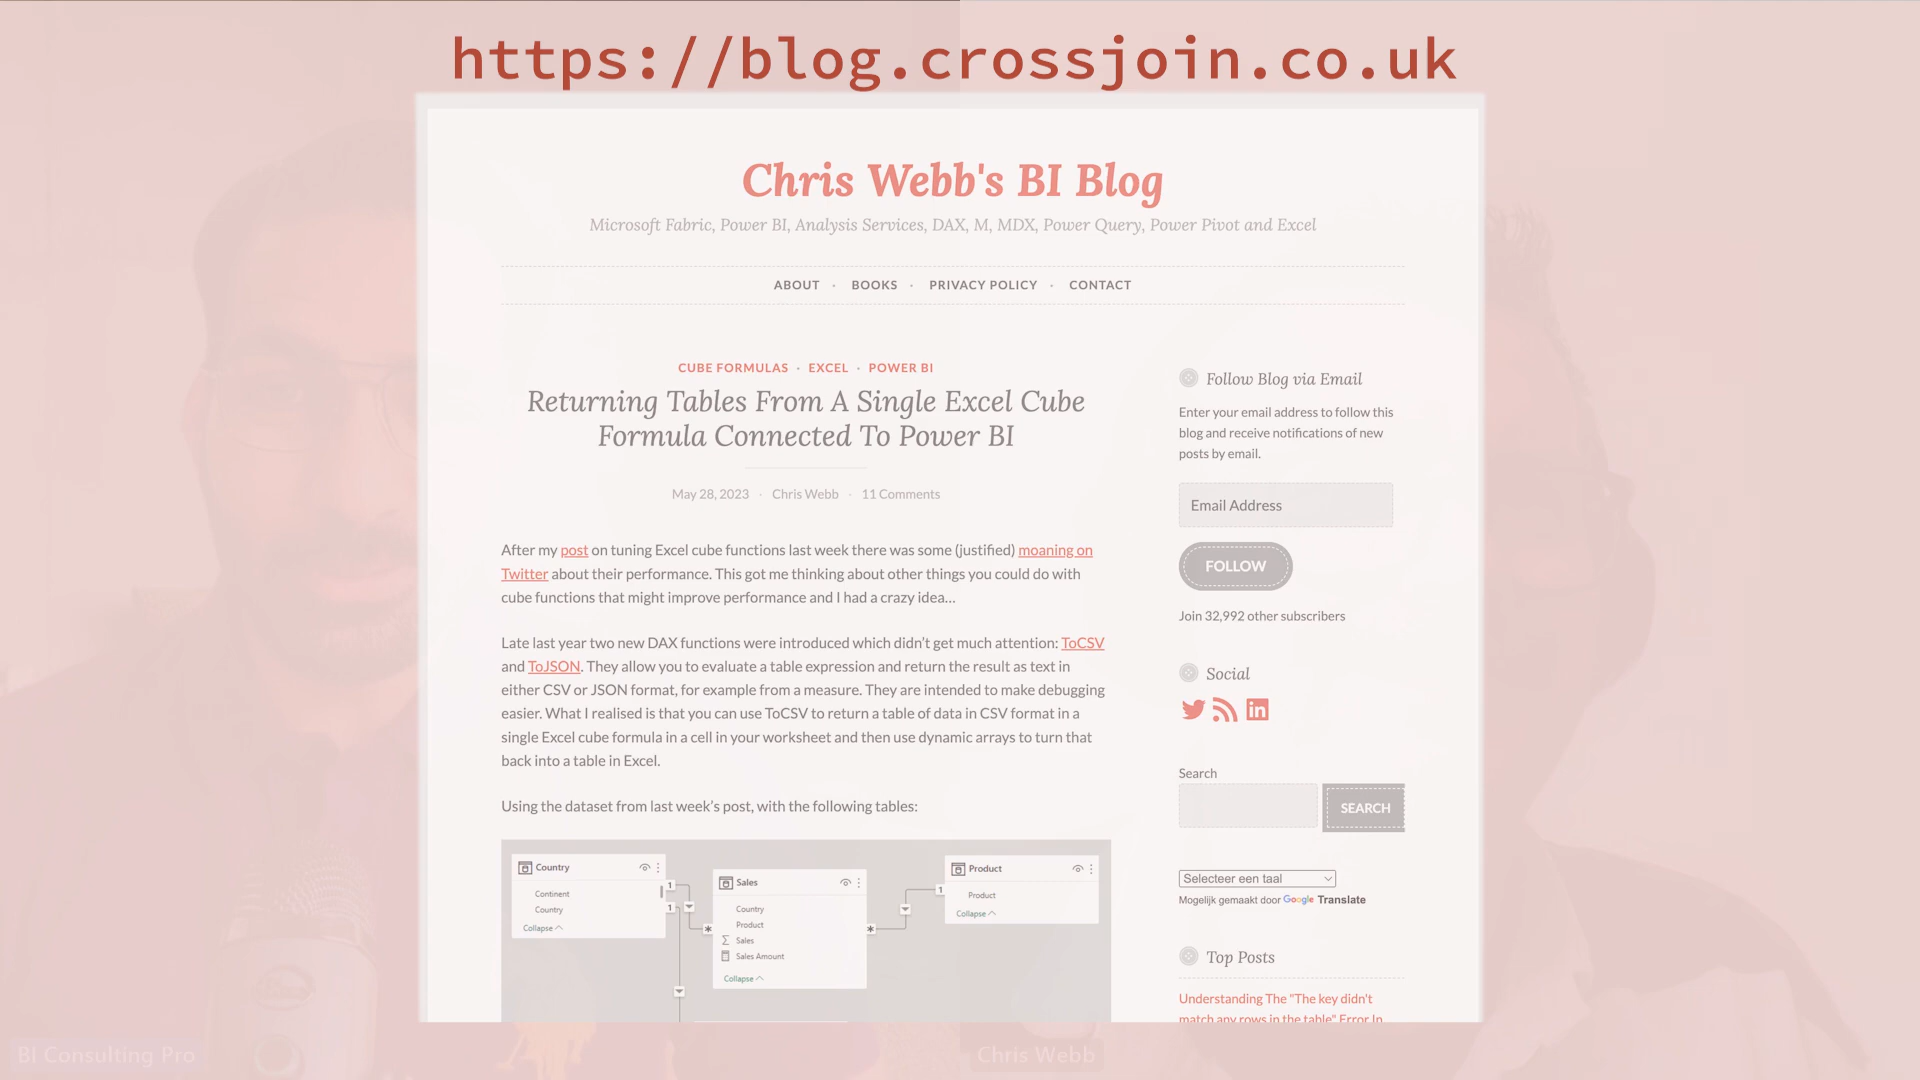 https://blog.crossjoin.co.uk
Chris Webb's BI Blog
Microsoft Fabric, Power BI, Analysis Services, DAX, M, MDX, Power Query, Power Pivot and Excel
ABOUT · BOOKS · PRIVACY POLICY · CONTACT
CUBE FORMULAS · EXCEL · POWER BI
Returning Tables From A Single Excel Cube
Formula Connected To Power BI
May 28, 2023 · Chris Webb · 11 Comments
After my post on tuning Excel cube functions last week there was some (justified) moaning on
Twitter about their performance. This got me thinking about other things you could do with
cube functions that might improve performance and I had a crazy idea…
Late last year two new DAX functions were introduced which didn’t get much attention: ToCSV
and ToJSON. They allow you to evaluate a table expression and return the result as text in
either CSV or JSON format, for example from a measure. They are intended to make debugging
easier. What I realised is that you can use ToCSV to return a table of data in CSV format in a
single Excel cube formula in a cell in your worksheet and then use dynamic arrays to turn that
back into a table in Excel.
Using the dataset from last week’s post, with the following tables:
Country
Continent
Country
Collapse
1
1
*
Sales
Country
Product
Sales
Sales Amount
Collapse
*
1
Product
Product
Collapse
Follow Blog via Email
Enter your email address to follow this
blog and receive notifications of new
posts by email.
Email Address
FOLLOW
Join 32,992 other subscribers
Social
Search
SEARCH
Selecteer een taal
Mogelijk gemaakt door Google Translate
Top Posts
Understanding The "The key didn't
match any rows in the table" Error In
BI Consulting Pro
Chris Webb